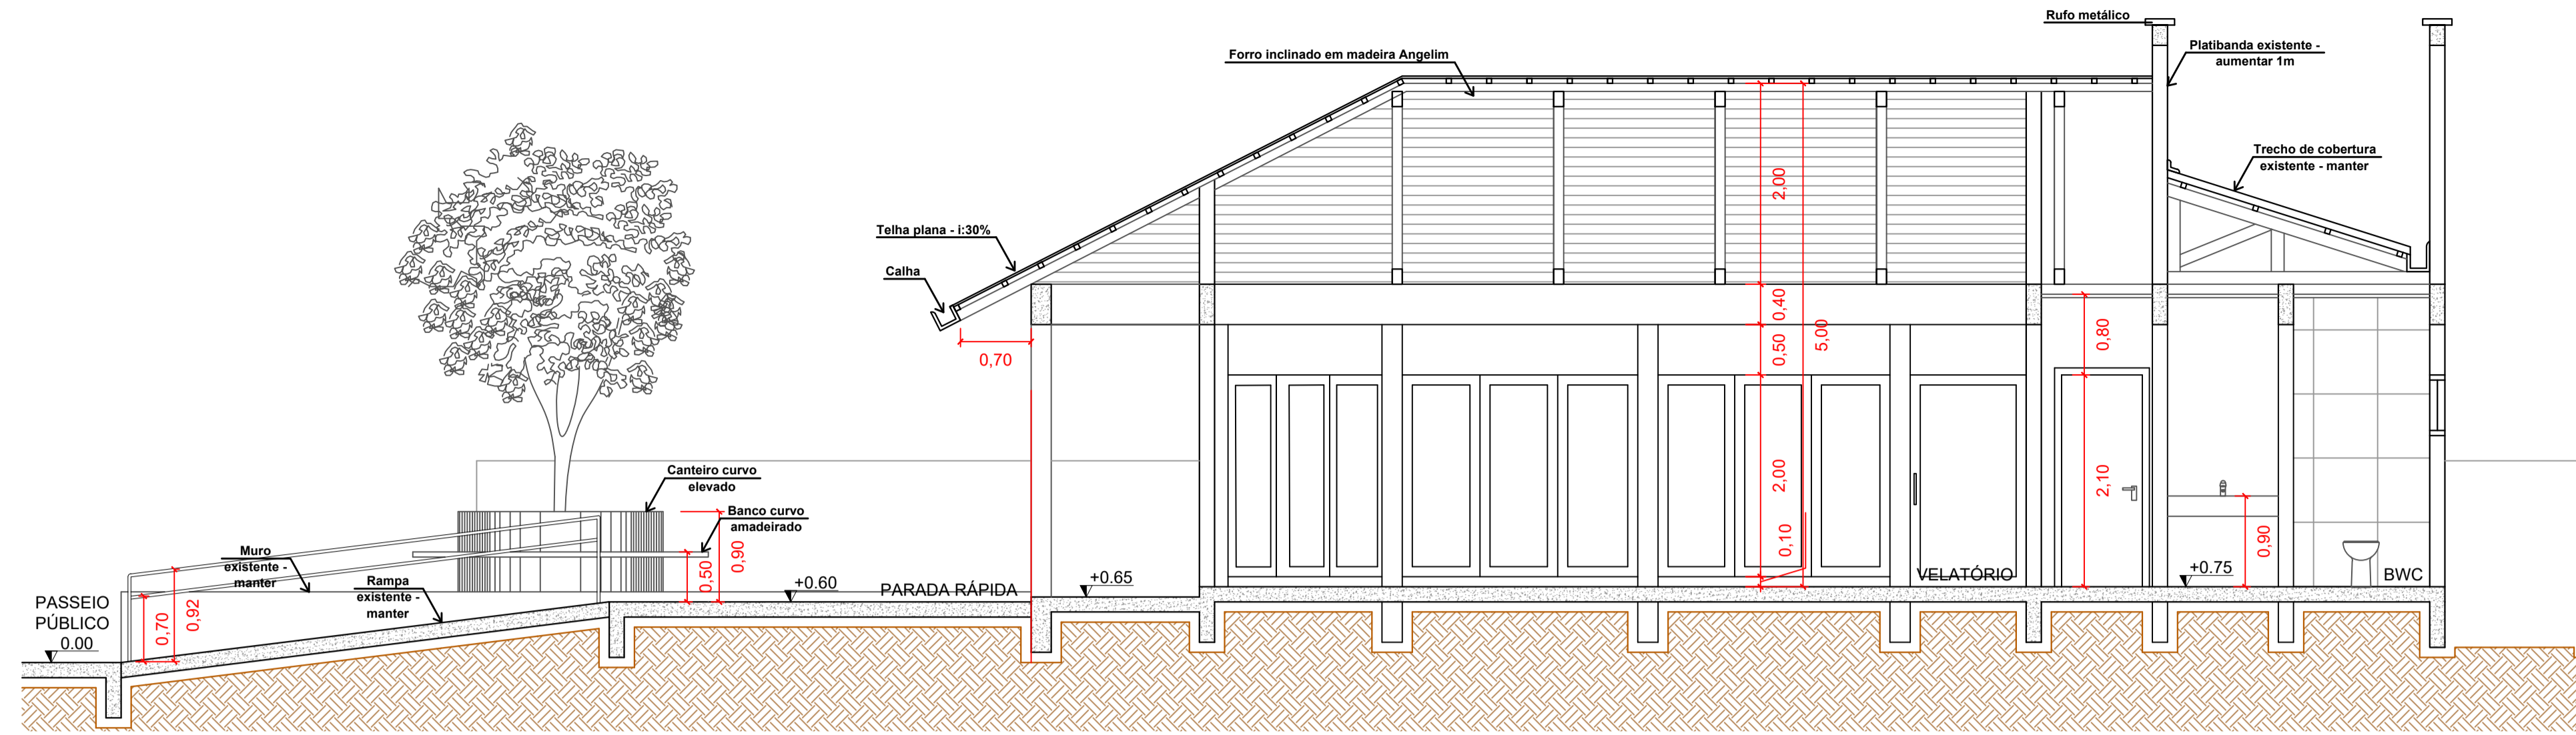 Rufo metálico
Platibanda existente -
aumentar 1m
Forro inclinado em madeira Angelim
Trecho de cobertura
existente - manter
Telha plana - i:30%
Calha
2,00
0,40
0,50
5,00
0,80
0,70
2,00
2,10
0,10
0,90
Canteiro curvo
elevado
Banco curvo
amadeirado
0,90
0,50
Muro
existente -
manter
Rampa
existente -
manter
0,70
0,92
PASSEIO
PÚBLICO
0.00
+0.60
PARADA RÁPIDA
+0.65
VELATÓRIO
+0.75
BWC